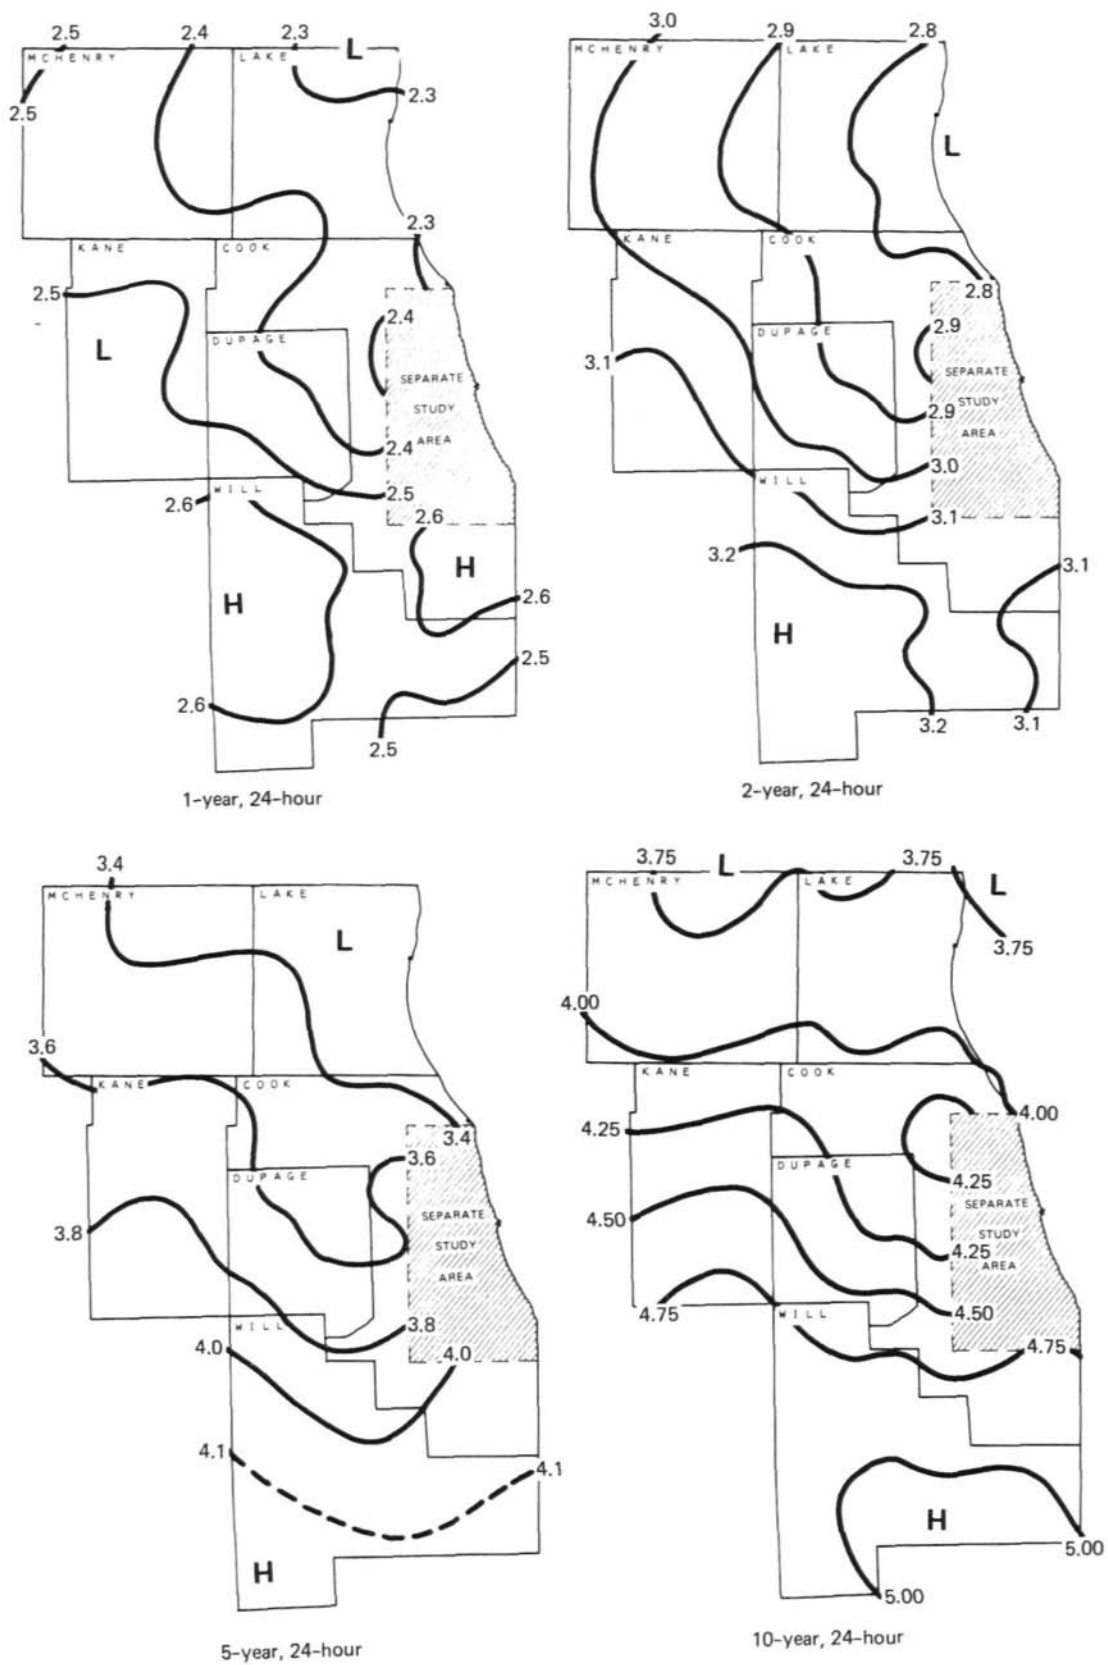 2.5
2.4
2.3
L
MCHENRY
LAKE
2.5
2.3
2.3
KANE
COOK
2.5
L
2.4
DUPAGE
SEPARATE
STUDY
AREA
2.4
2.5
WILL
2.6
2.6
H
H
2.6
2.5
2.6
2.5
1-year, 24-hour
3.0
2.9
2.8
MCHENRY
LAKE
L
KANE
COOK
2.8
2.9
DUPAGE
3.1
SEPARATE
STUDY
AREA
2.9
3.0
WILL
3.1
3.2
3.1
H
3.2
3.1
2-year, 24-hour
3.4
MCHENRY
LAKE
L
3.6
KANE
COOK
3.4
3.6
DUPAGE
SEPARATE
STUDY
AREA
3.8
3.8
WILL
4.0
4.0
4.1
4.1
H
5-year, 24-hour
3.75
L
3.75
MCHENRY
LAKE
L
3.75
4.00
KANE
COOK
4.00
4.25
DUPAGE
4.25
SEPARATE
STUDY
AREA
4.50
4.25
4.75
4.50
WILL
4.75
H
5.00
5.00
10-year, 24-hour